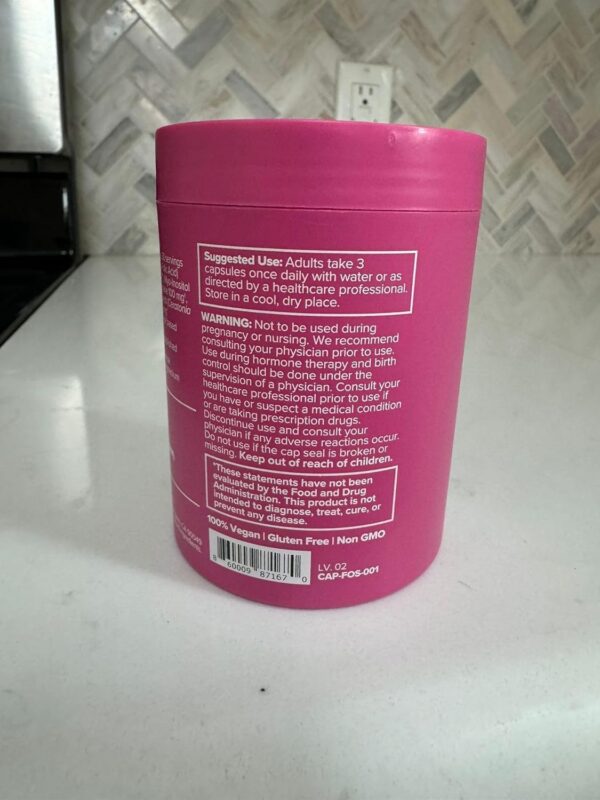 servings
Acid)
Myo-Inositol
100 mg¹,
Ceratonia
Suggested Use: Adults take 3
capsules once daily with water or as
directed by a healthcare professional.
Store in a cool, dry place.
WARNING: Not to be used during
pregnancy or nursing. We recommend
consulting your physician prior to use.
Use during hormone therapy and birth
control should be done under the
supervision of a physician. Consult your
healthcare professional prior to use if
you have or suspect a medical condition
or are taking prescription drugs.
Discontinue use and consult your
physician if any adverse reactions occur.
Do not use if the cap seal is broken or
missing. Keep out of reach of children.
*These statements have not been
evaluated by the Food and Drug
Administration. This product is not
intended to diagnose, treat, cure, or
prevent any disease.
100% Vegan | Gluten Free | Non GMO
8 60009 87167 0
LV. 02
CAP-FOS-001